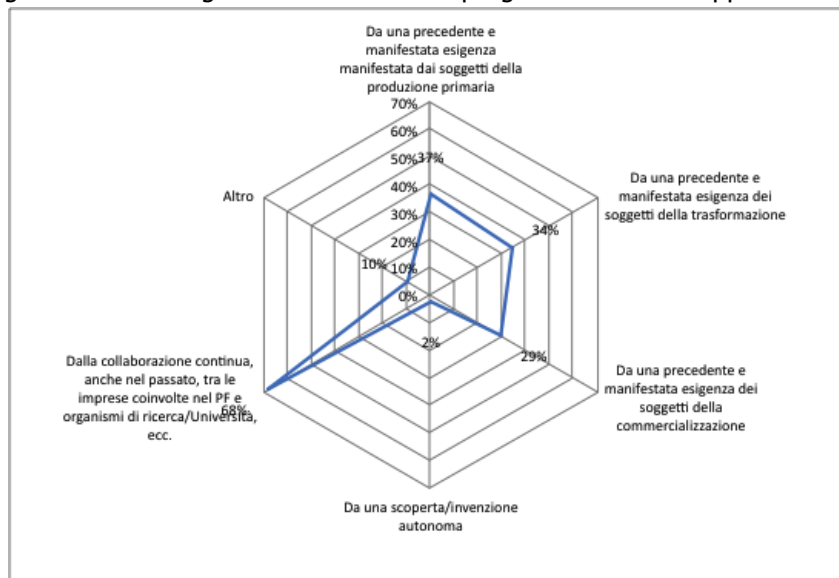 Da una precedente e
manifestata esigenza
manifestata dai soggetti della
produzione primaria
70%
60%
50%
37%
40%
30%
20%
10%
0%
Da una precedente e
manifestata esigenza dei
soggetti della trasformazione
34%
Da una precedente e
manifestata esigenza dei
soggetti della
commercializzazione
29%
Da una scoperta/invenzione
autonoma
2%
Dalla collaborazione continua,
anche nel passato, tra le
imprese coinvolte nel PF e
organismi di ricerca/Università,
ecc.
68%
Altro
10%